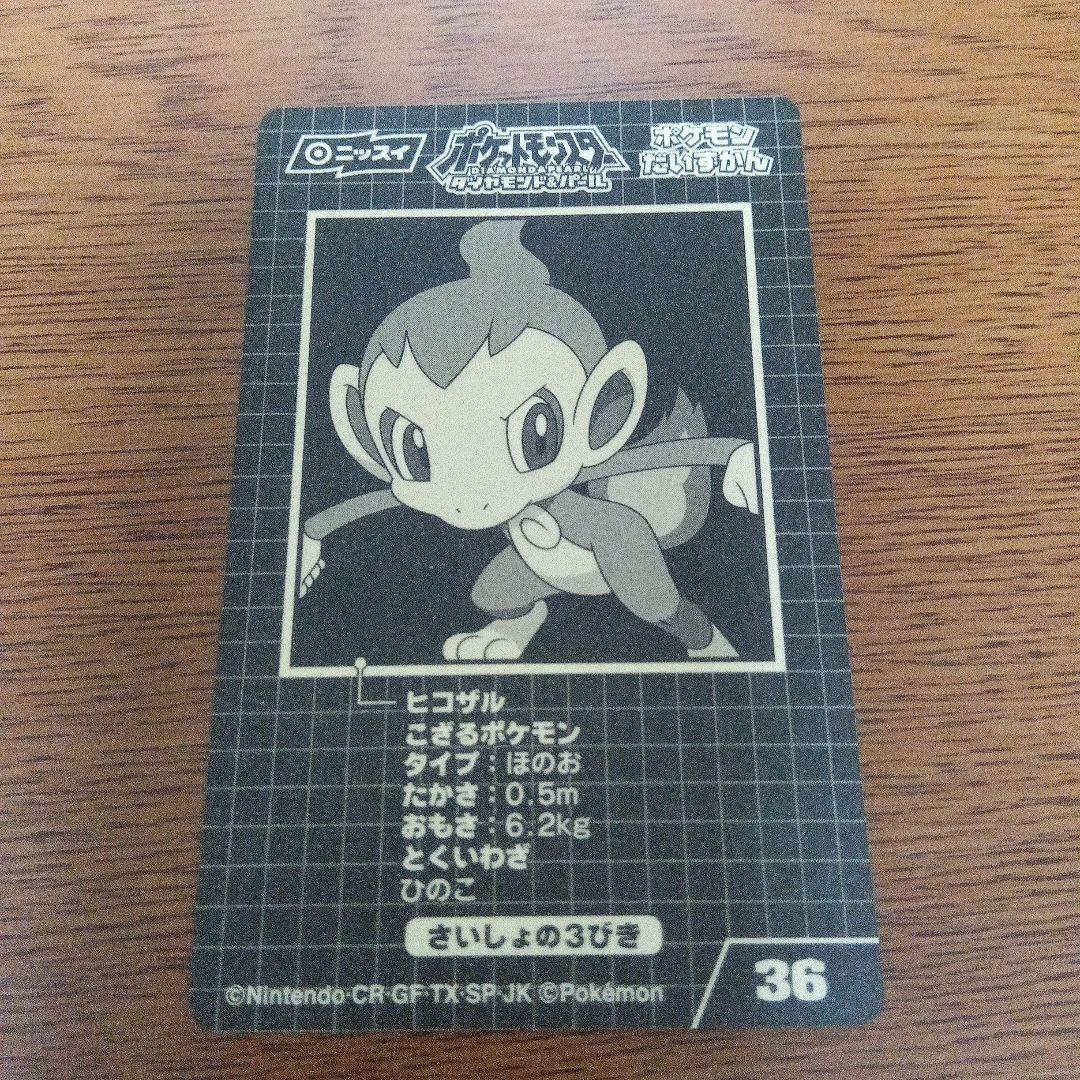 ニッスイ
ポケットモンスター
DIAMOND&PEARL
ダイヤモンド&パール
ポケモン
だいずかん
ヒコザル
こざるポケモン
タイプ:ほのお
たかさ:0.5m
おもさ:6.2kg
とくいわざ
ひのこ
さいしょの3びき
©Nintendo·CR·GF·TX·SP·JK ©Pokémon
36